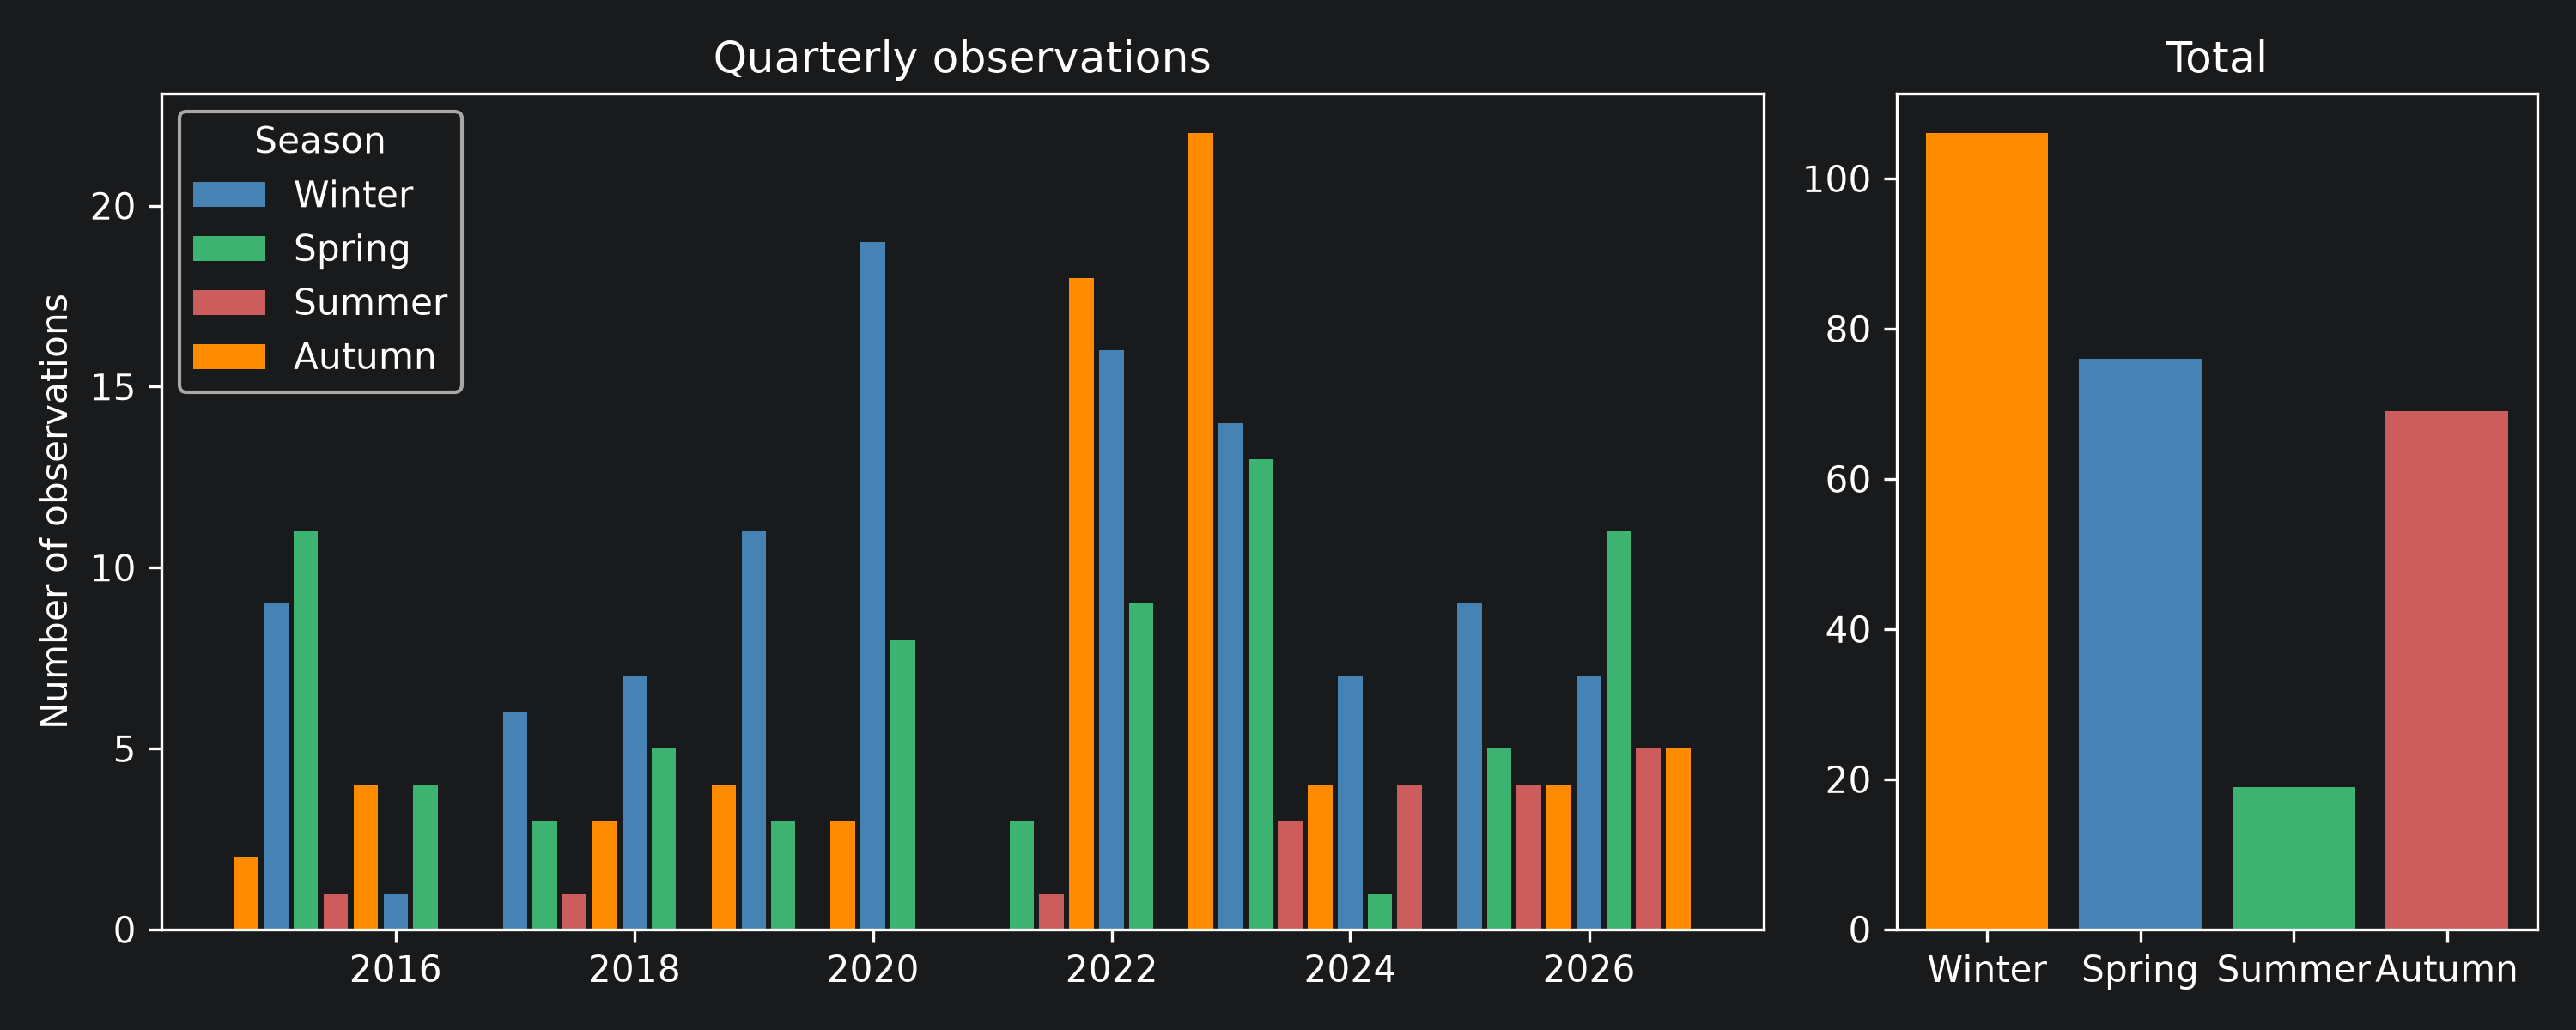 Quarterly observations
Season
Winter
Spring
Summer
Autumn
Number of observations
20
15
10
5
0
2016 2018 2020 2022 2024 2026
Total
100
80
60
40
20
0
Winter Spring Summer Autumn